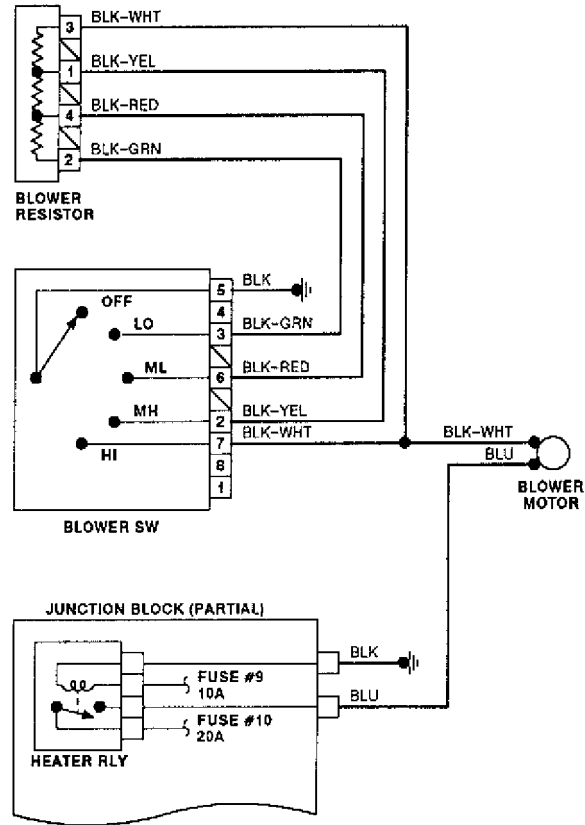 3 BLK-WHT
1 BLK-YEL
4 BLK-RED
2 BLK-GRN
BLOWER
RESISTOR
5 BLK
OFF
4
LO 3 BLK-GRN
ML 6 BLK-RED
MH 2 BLK-YEL
HI 7 BLK-WHT
8
1
BLK-WHT
BLU
BLOWER
MOTOR
BLOWER SW
JUNCTION BLOCK (PARTIAL)
BLK
FUSE #9
10A
BLU
FUSE #10
20A
HEATER RLY